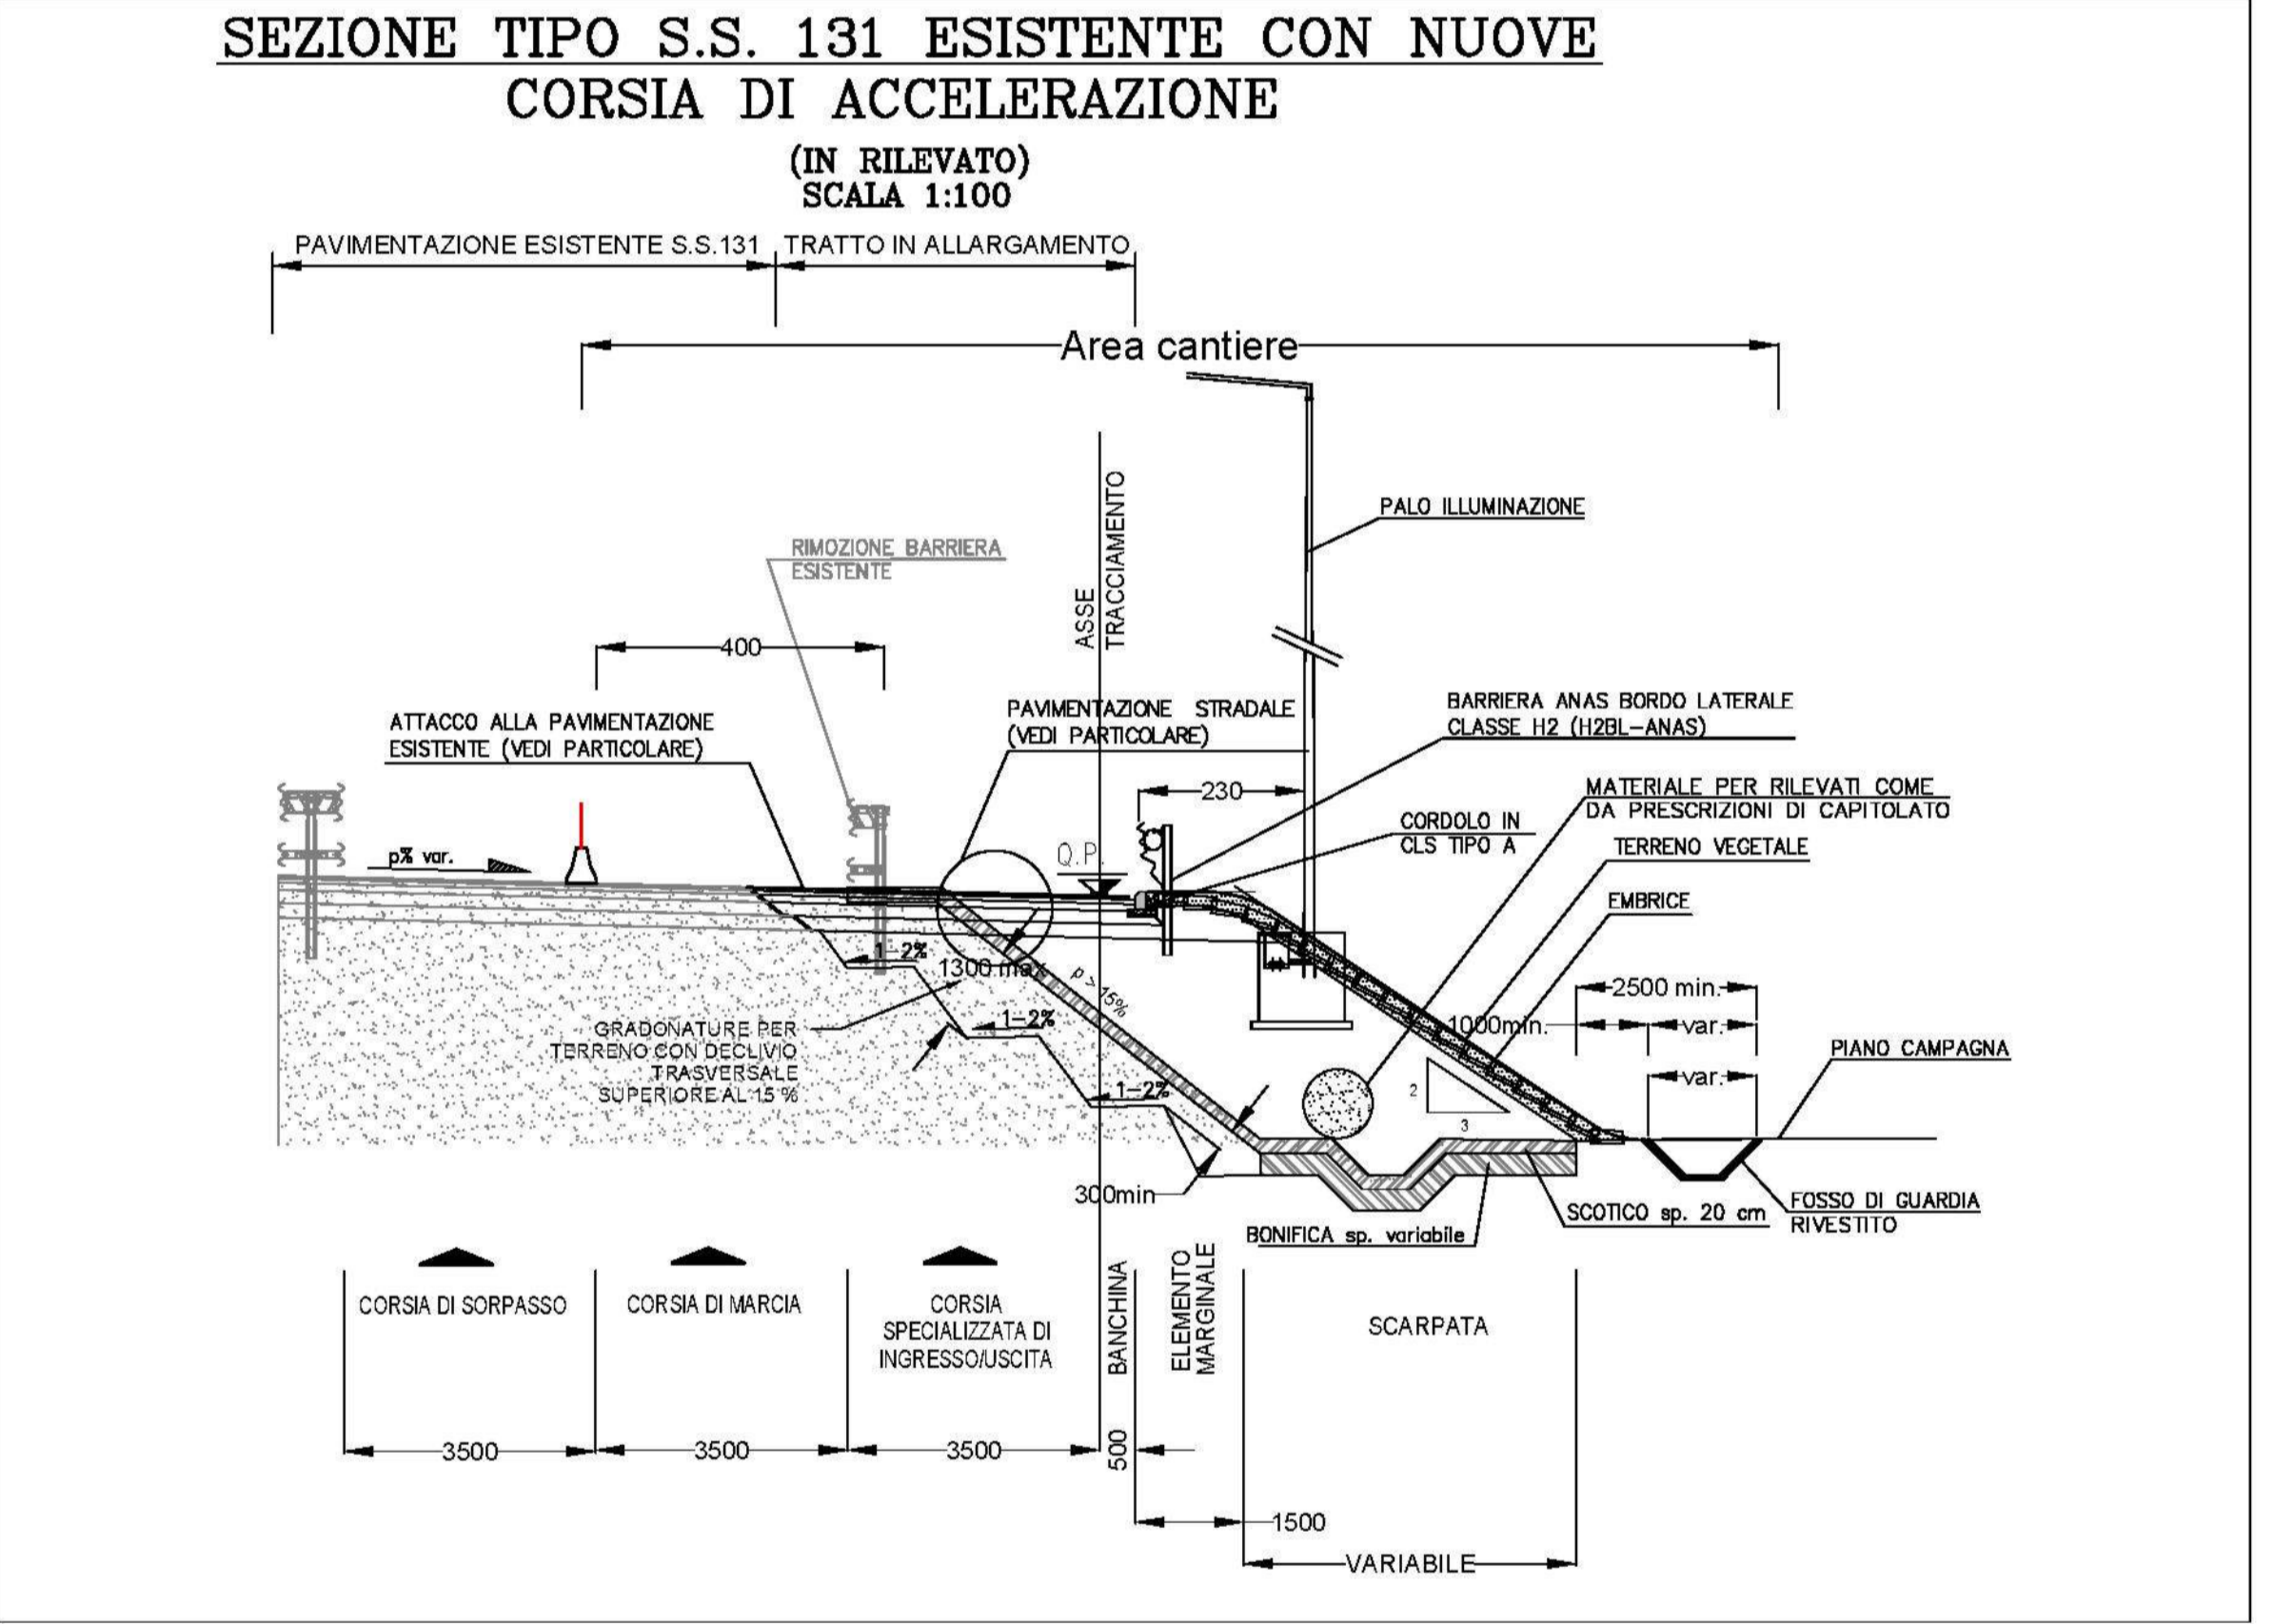 SEZIONE TIPO S.S. 131 ESISTENTE CON NUOVE
CORSIA DI ACCELERAZIONE
(IN RILEVATO)
SCALA 1:100
PAVIMENTAZIONE ESISTENTE S.S.131
TRATTO IN ALLARGAMENTO
Area cantiere
PALO ILLUMINAZIONE
RIMOZIONE BARRIERA
ESISTENTE
ASSE
TRACCIAMENTO
400
ATTACCO ALLA PAVIMENTAZIONE
ESISTENTE (VEDI PARTICOLARE)
PAVIMENTAZIONE STRADALE
(VEDI PARTICOLARE)
BARRIERA ANAS BORDO LATERALE
CLASSE H2 (H2BL-ANAS)
230
MATERIALE PER RILEVATI COME
DA PRESCRIZIONI DI CAPITOLATO
CORDOLO IN
CLS TIPO A
TERRENO VEGETALE
EMBRICE
p% var.
Q.P.
1-2%
1300 max
p > 15%
1-2%
1-2%
GRADONATURE PER
TERRENO CON DECLIVIO
TRASVERSALE
SUPERIORE AL 15 %
2500 min.
1000min.
var.
var.
PIANO CAMPAGNA
2
3
300min
BONIFICA sp. variabile
SCOTICO sp. 20 cm
FOSSO DI GUARDIA
RIVESTITO
CORSIA DI SORPASSO
CORSIA DI MARCIA
CORSIA
SPECIALIZZATA DI
INGRESSO/USCITA
BANCHINA
ELEMENTO
MARGINALE
SCARPATA
3500
3500
3500
500
1500
VARIABILE